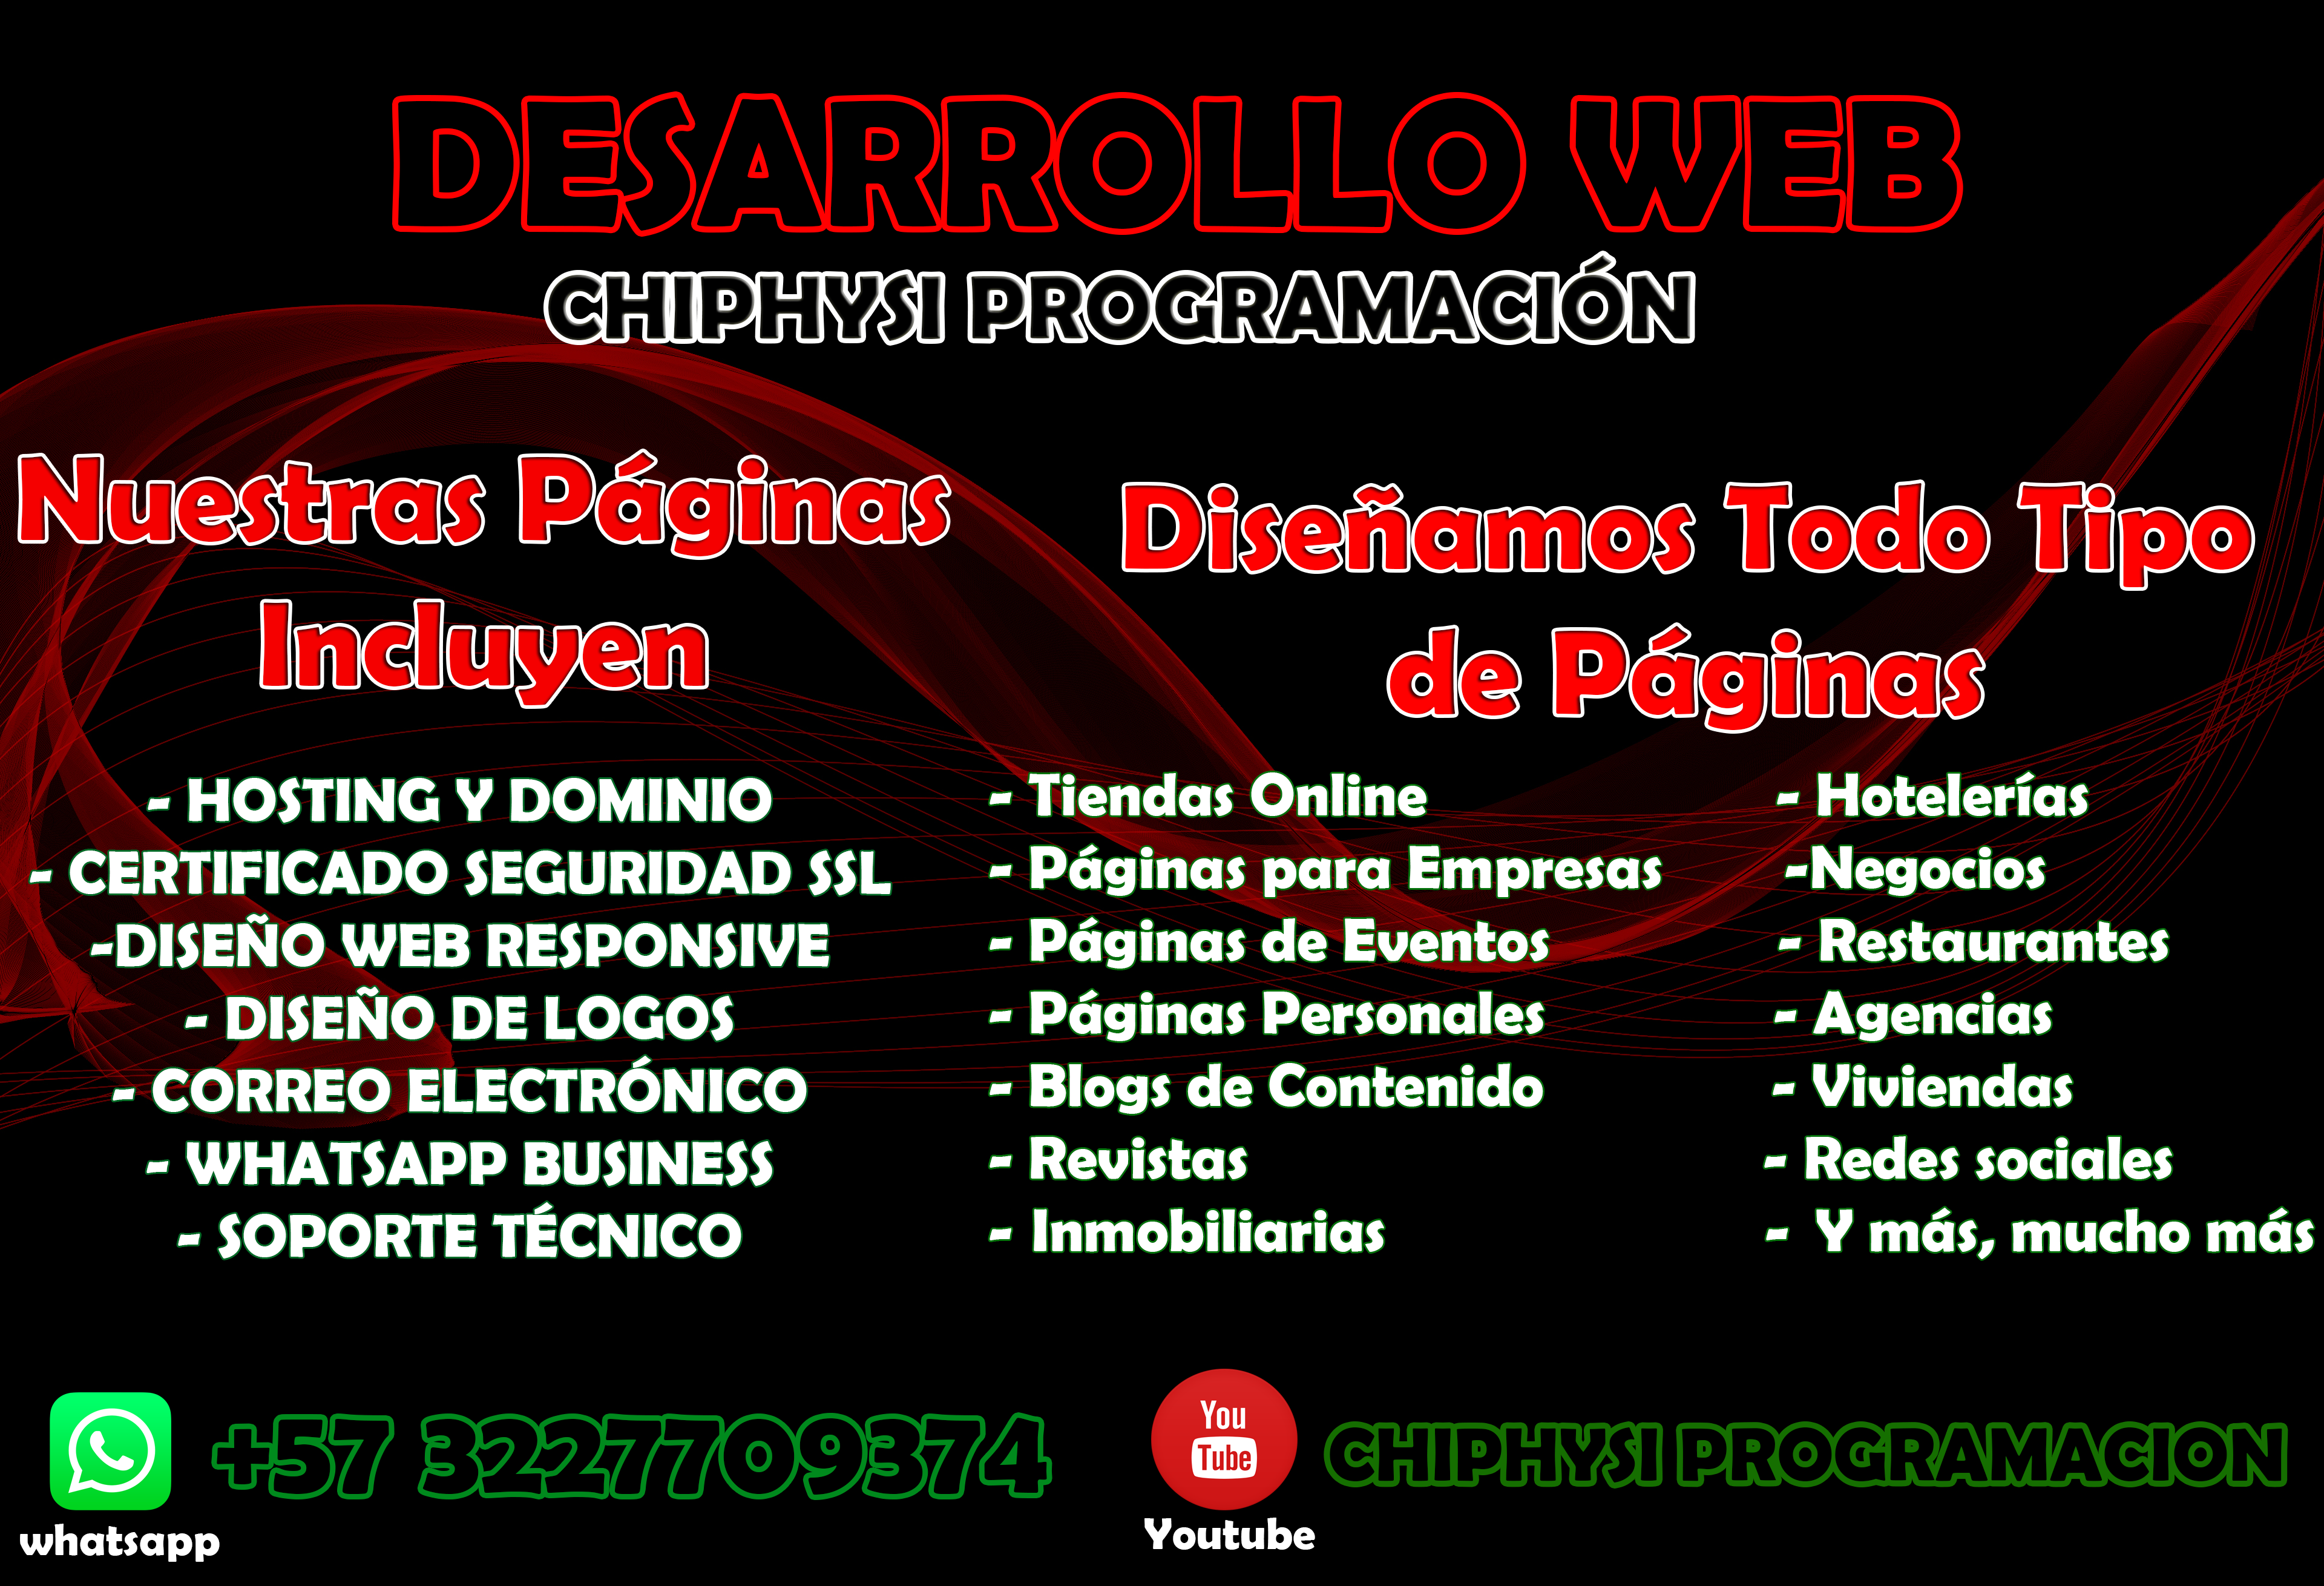 DESARROLLO WEB
CHIPHYSI PROGRAMACIÓN
Nuestras Páginas
Incluyen
- HOSTING Y DOMINIO
- CERTIFICADO SEGURIDAD SSL
-DISEÑO WEB RESPONSIVE
- DISEÑO DE LOGOS
- CORREO ELECTRÓNICO
- WHATSAPP BUSINESS
- SOPORTE TÉCNICO
Diseñamos Todo Tipo
de Páginas
- Tiendas Online
- Páginas para Empresas
- Páginas de Eventos
- Páginas Personales
- Blogs de Contenido
- Revistas
- Inmobiliarias
- Hotelerías
-Negocios
- Restaurantes
- Agencias
- Viviendas
- Redes sociales
- Y más, mucho más
+57 3227709374
whatsapp
You
Tube
Youtube
CHIPHYSI PROGRAMACION